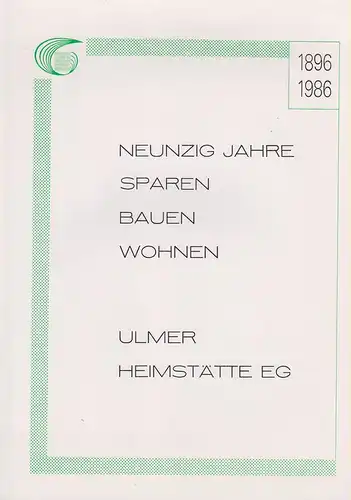 1896
1986
NEUNZIG JAHRE
SPAREN
BAUEN
WOHNEN
ULMER
HEIMSTÄTTE EG